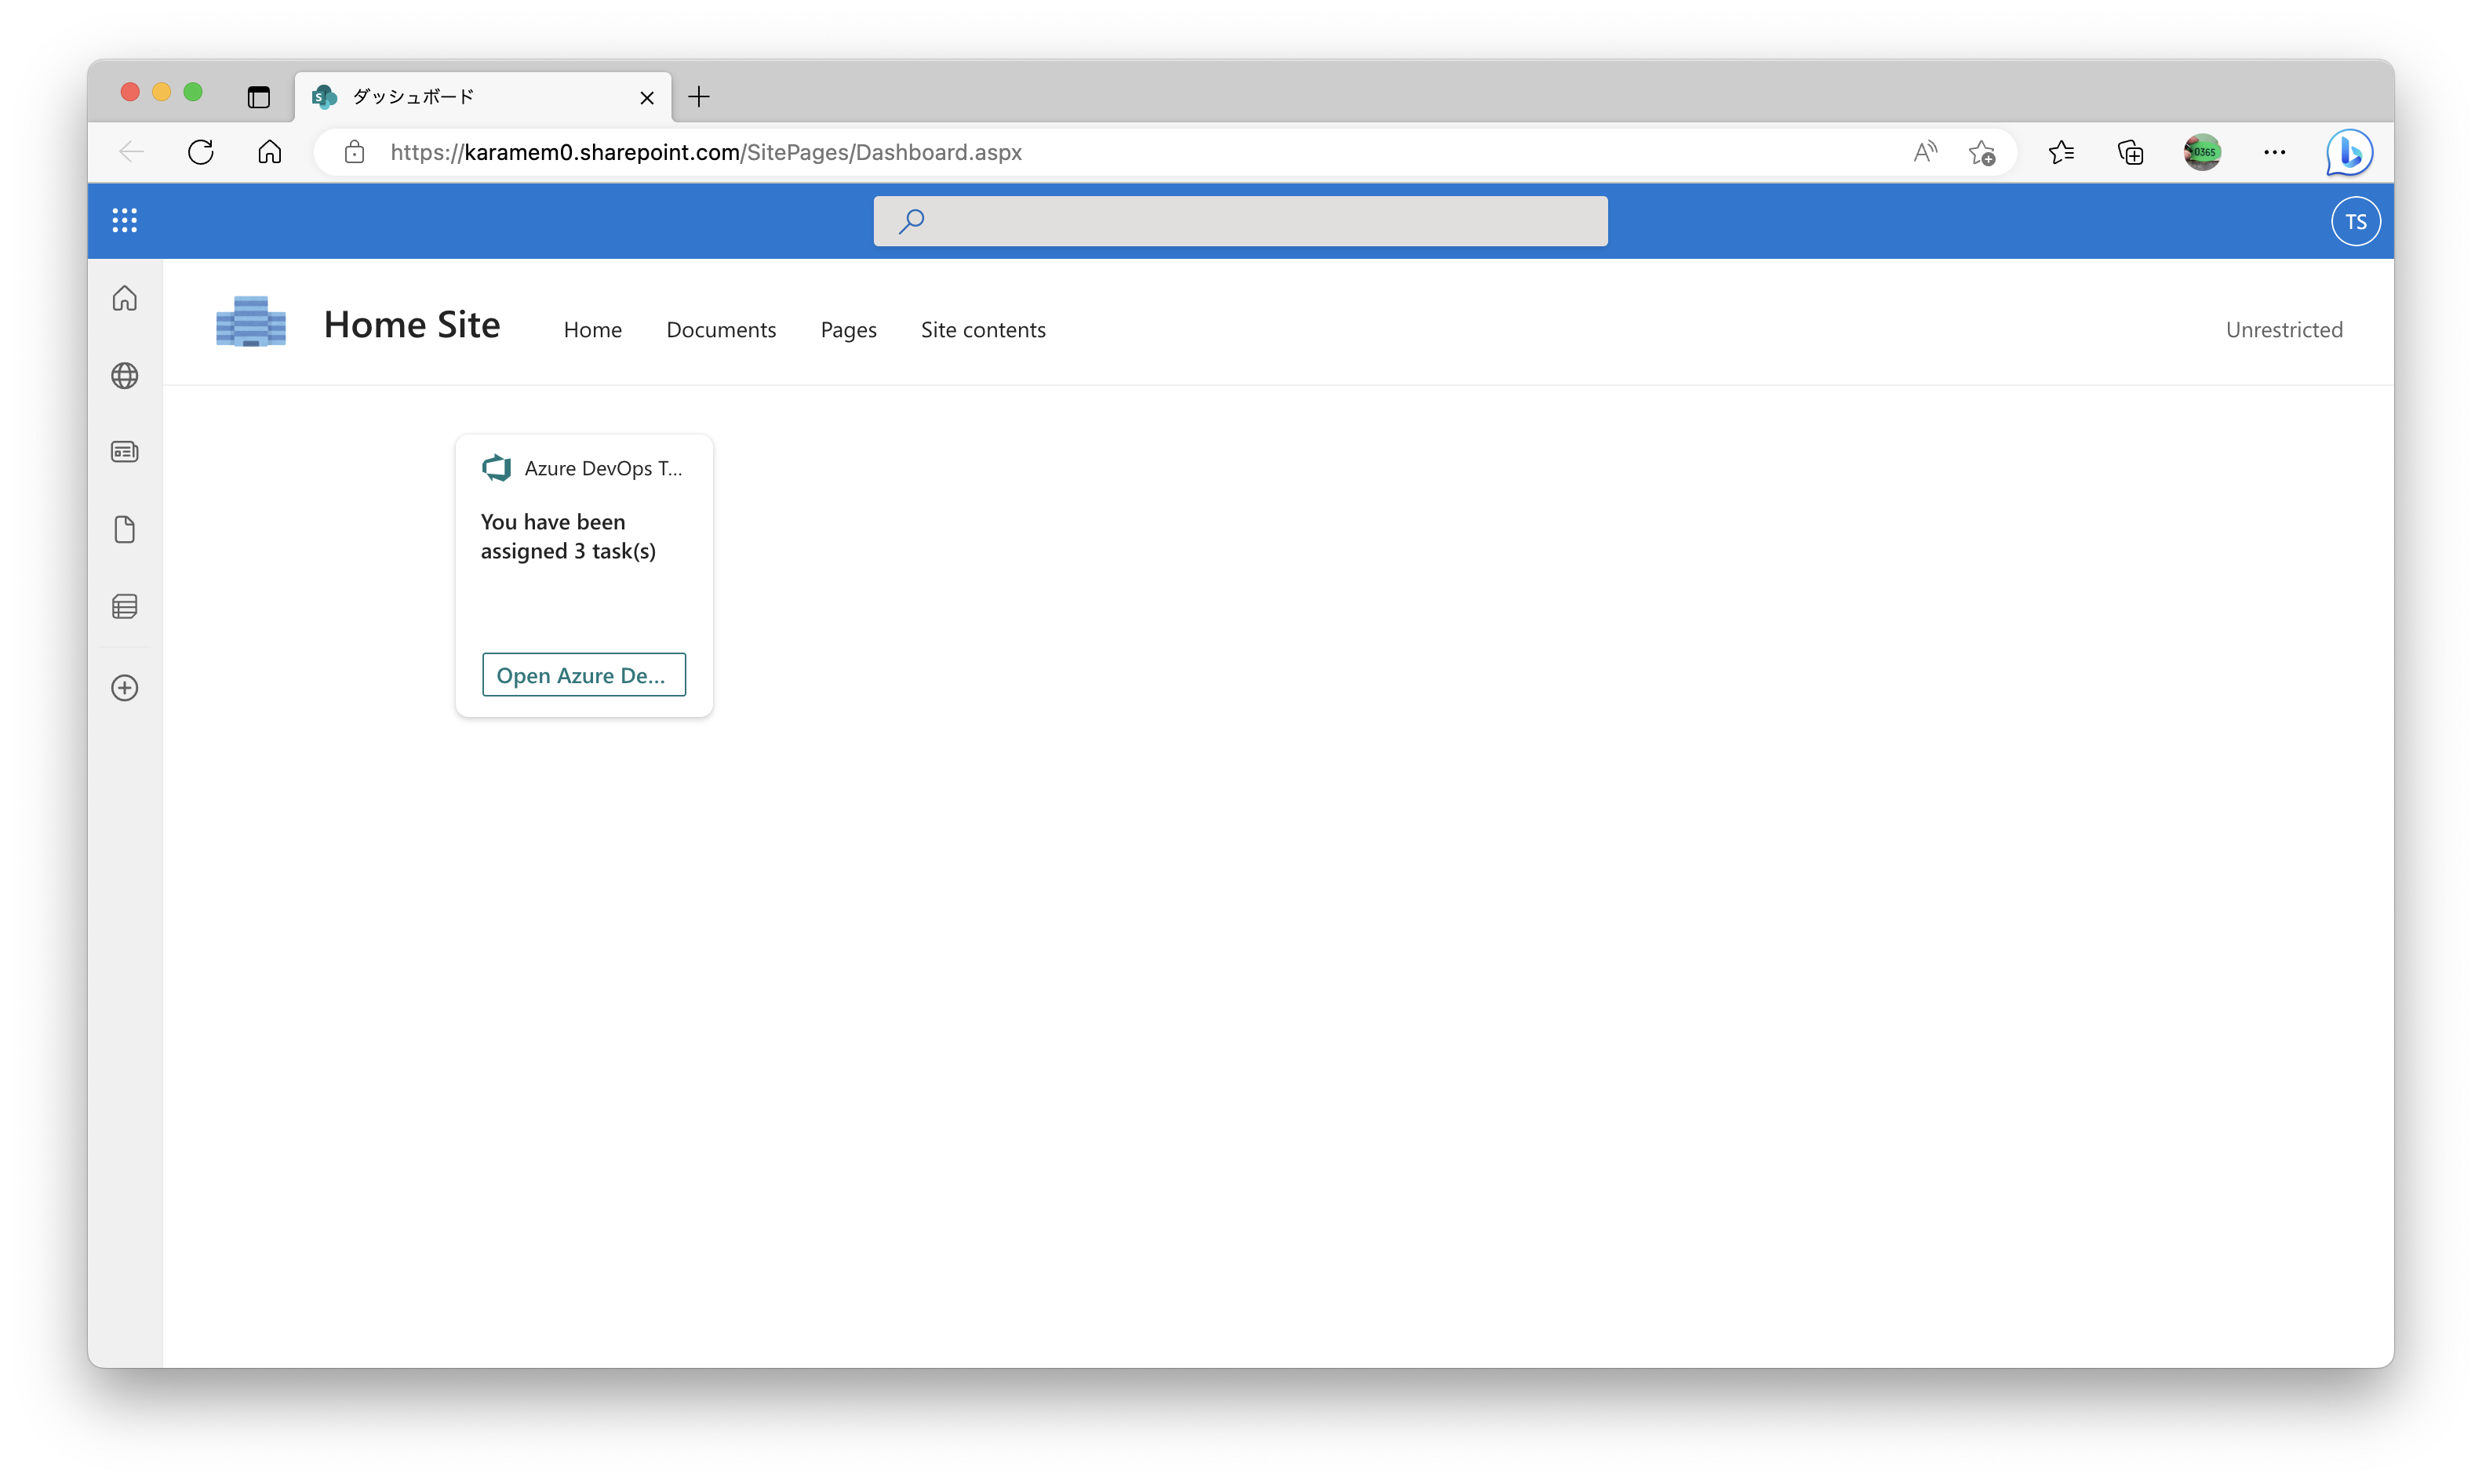 ダッシュボード
https://karamem0.sharepoint.com/SitePages/Dashboard.aspx
0365
TS
Home Site
Home
Documents
Pages
Site contents
Unrestricted
Azure DevOps T...
You have been
assigned 3 task(s)
Open Azure De...